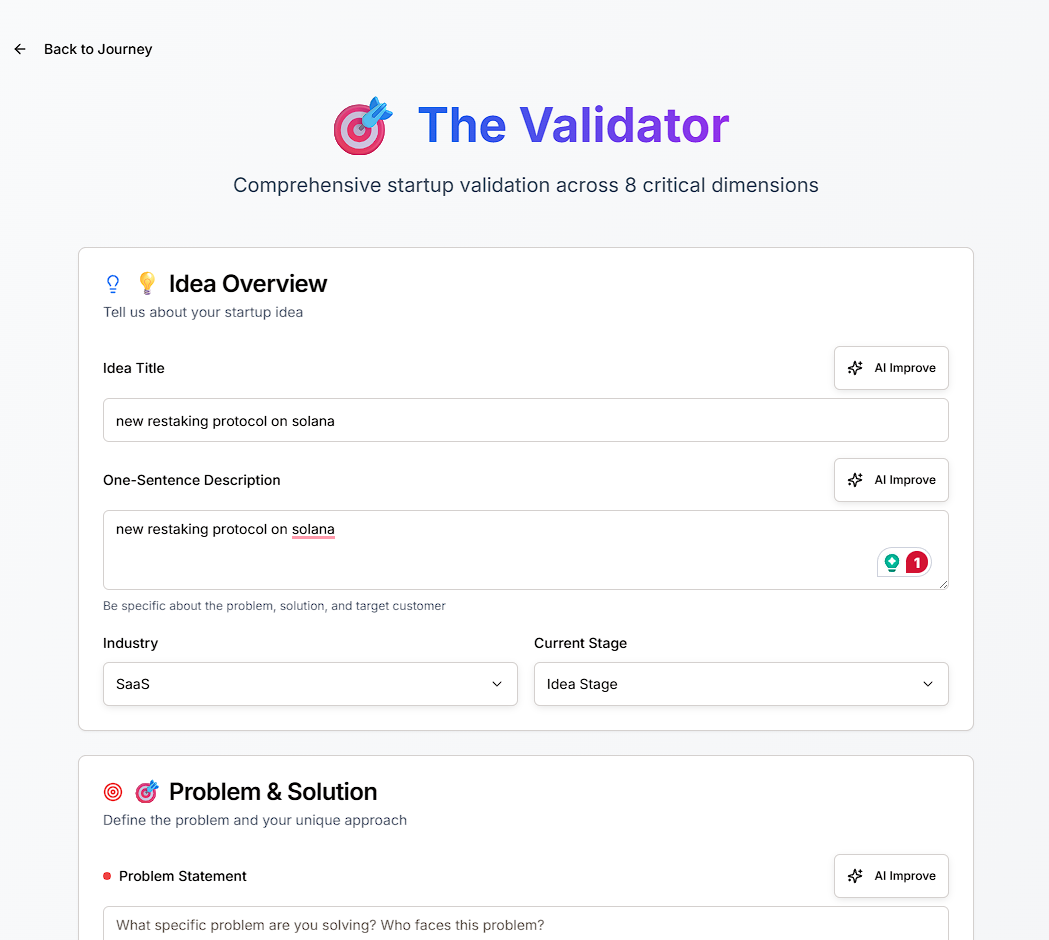 Back to Journey
The Validator
Comprehensive startup validation across 8 critical dimensions
Idea Overview
Tell us about your startup idea
Idea Title
AI Improve
new restaking protocol on solana
One-Sentence Description
AI Improve
new restaking protocol on solana
1
Be specific about the problem, solution, and target customer
Industry
Current Stage
SaaS
Idea Stage
Problem & Solution
Define the problem and your unique approach
Problem Statement
AI Improve
What specific problem are you solving? Who faces this problem?